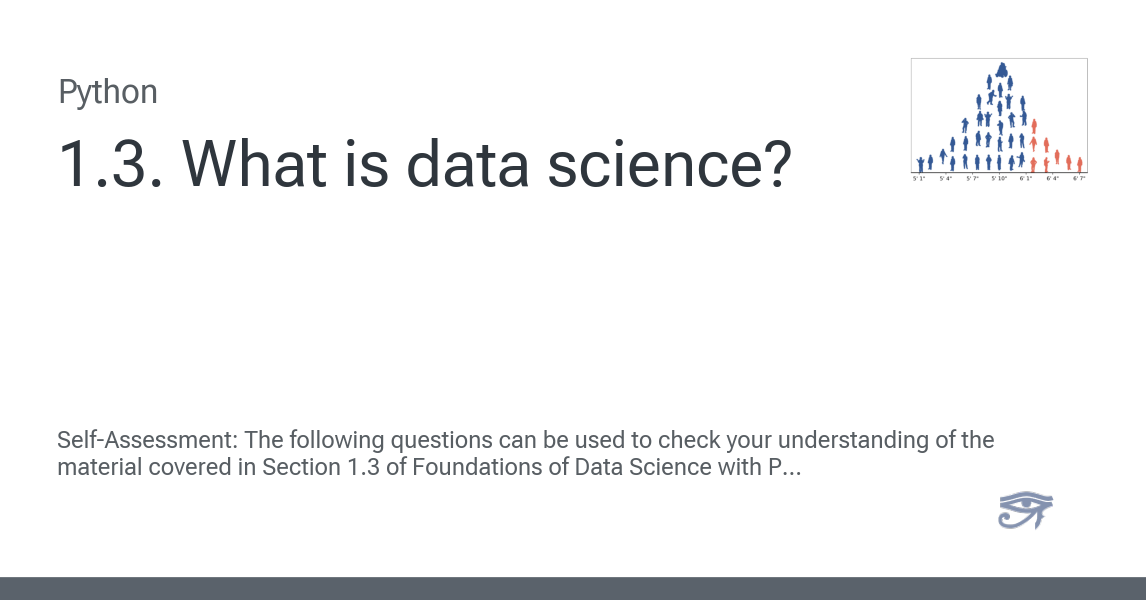 Python
1.3. What is data science?
5' 1" 5' 4" 5' 7" 5' 10" 6' 1" 6' 4" 6' 7"
Self-Assessment: The following questions can be used to check your understanding of the
material covered in Section 1.3 of Foundations of Data Science with P...